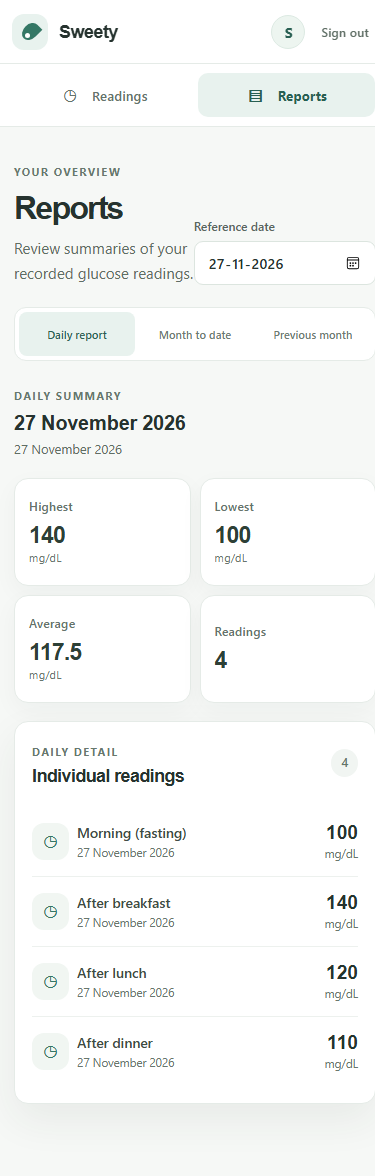 Sweety
S
Sign out
Readings
Reports
YOUR OVERVIEW
Reports
Review summaries of your
recorded glucose readings.
Reference date
27-11-2026
Daily report
Month to date
Previous month
DAILY SUMMARY
27 November 2026
27 November 2026
Highest
140
mg/dL
Lowest
100
mg/dL
Average
117.5
mg/dL
Readings
4
DAILY DETAIL
Individual readings
4
Morning (fasting)
27 November 2026
100
mg/dL
After breakfast
27 November 2026
140
mg/dL
After lunch
27 November 2026
120
mg/dL
After dinner
27 November 2026
110
mg/dL